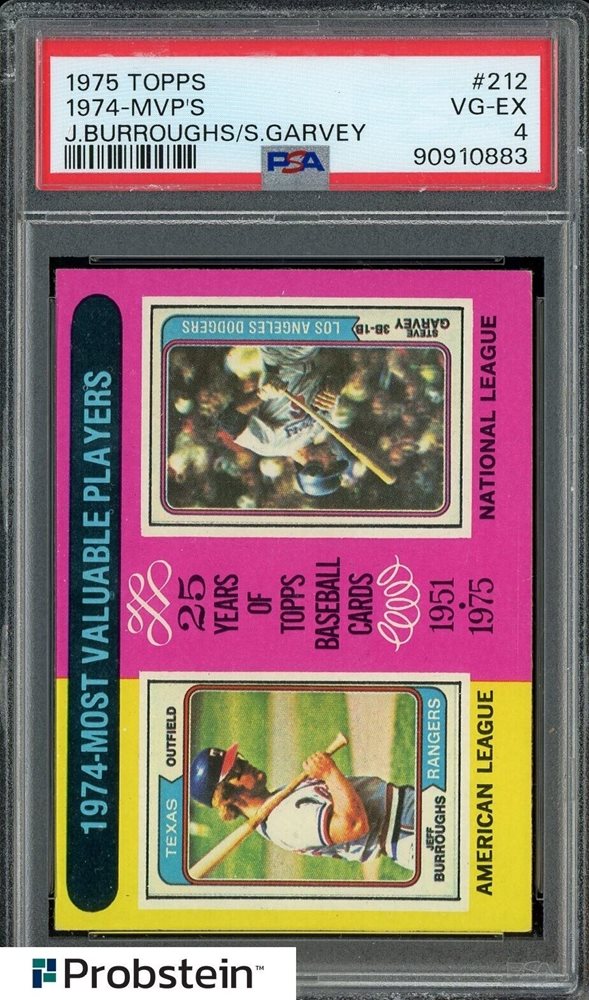 1975 TOPPS
#212
1974-MVP'S
VG-EX
J.BURROUGHS/S.GARVEY
4
PSA
90910883
1974-MOST VALUABLE PLAYERS
TEXAS
OUTFIELD
JEFF
BURROUGHS
RANGERS
AMERICAN LEAGUE
25
YEARS
OF
TOPPS
BASEBALL
CARDS
1951
•
1975
STEVE
GARVEY
3B-1B
LOS ANGELES DODGERS
NATIONAL LEAGUE
PSA
Probstein™